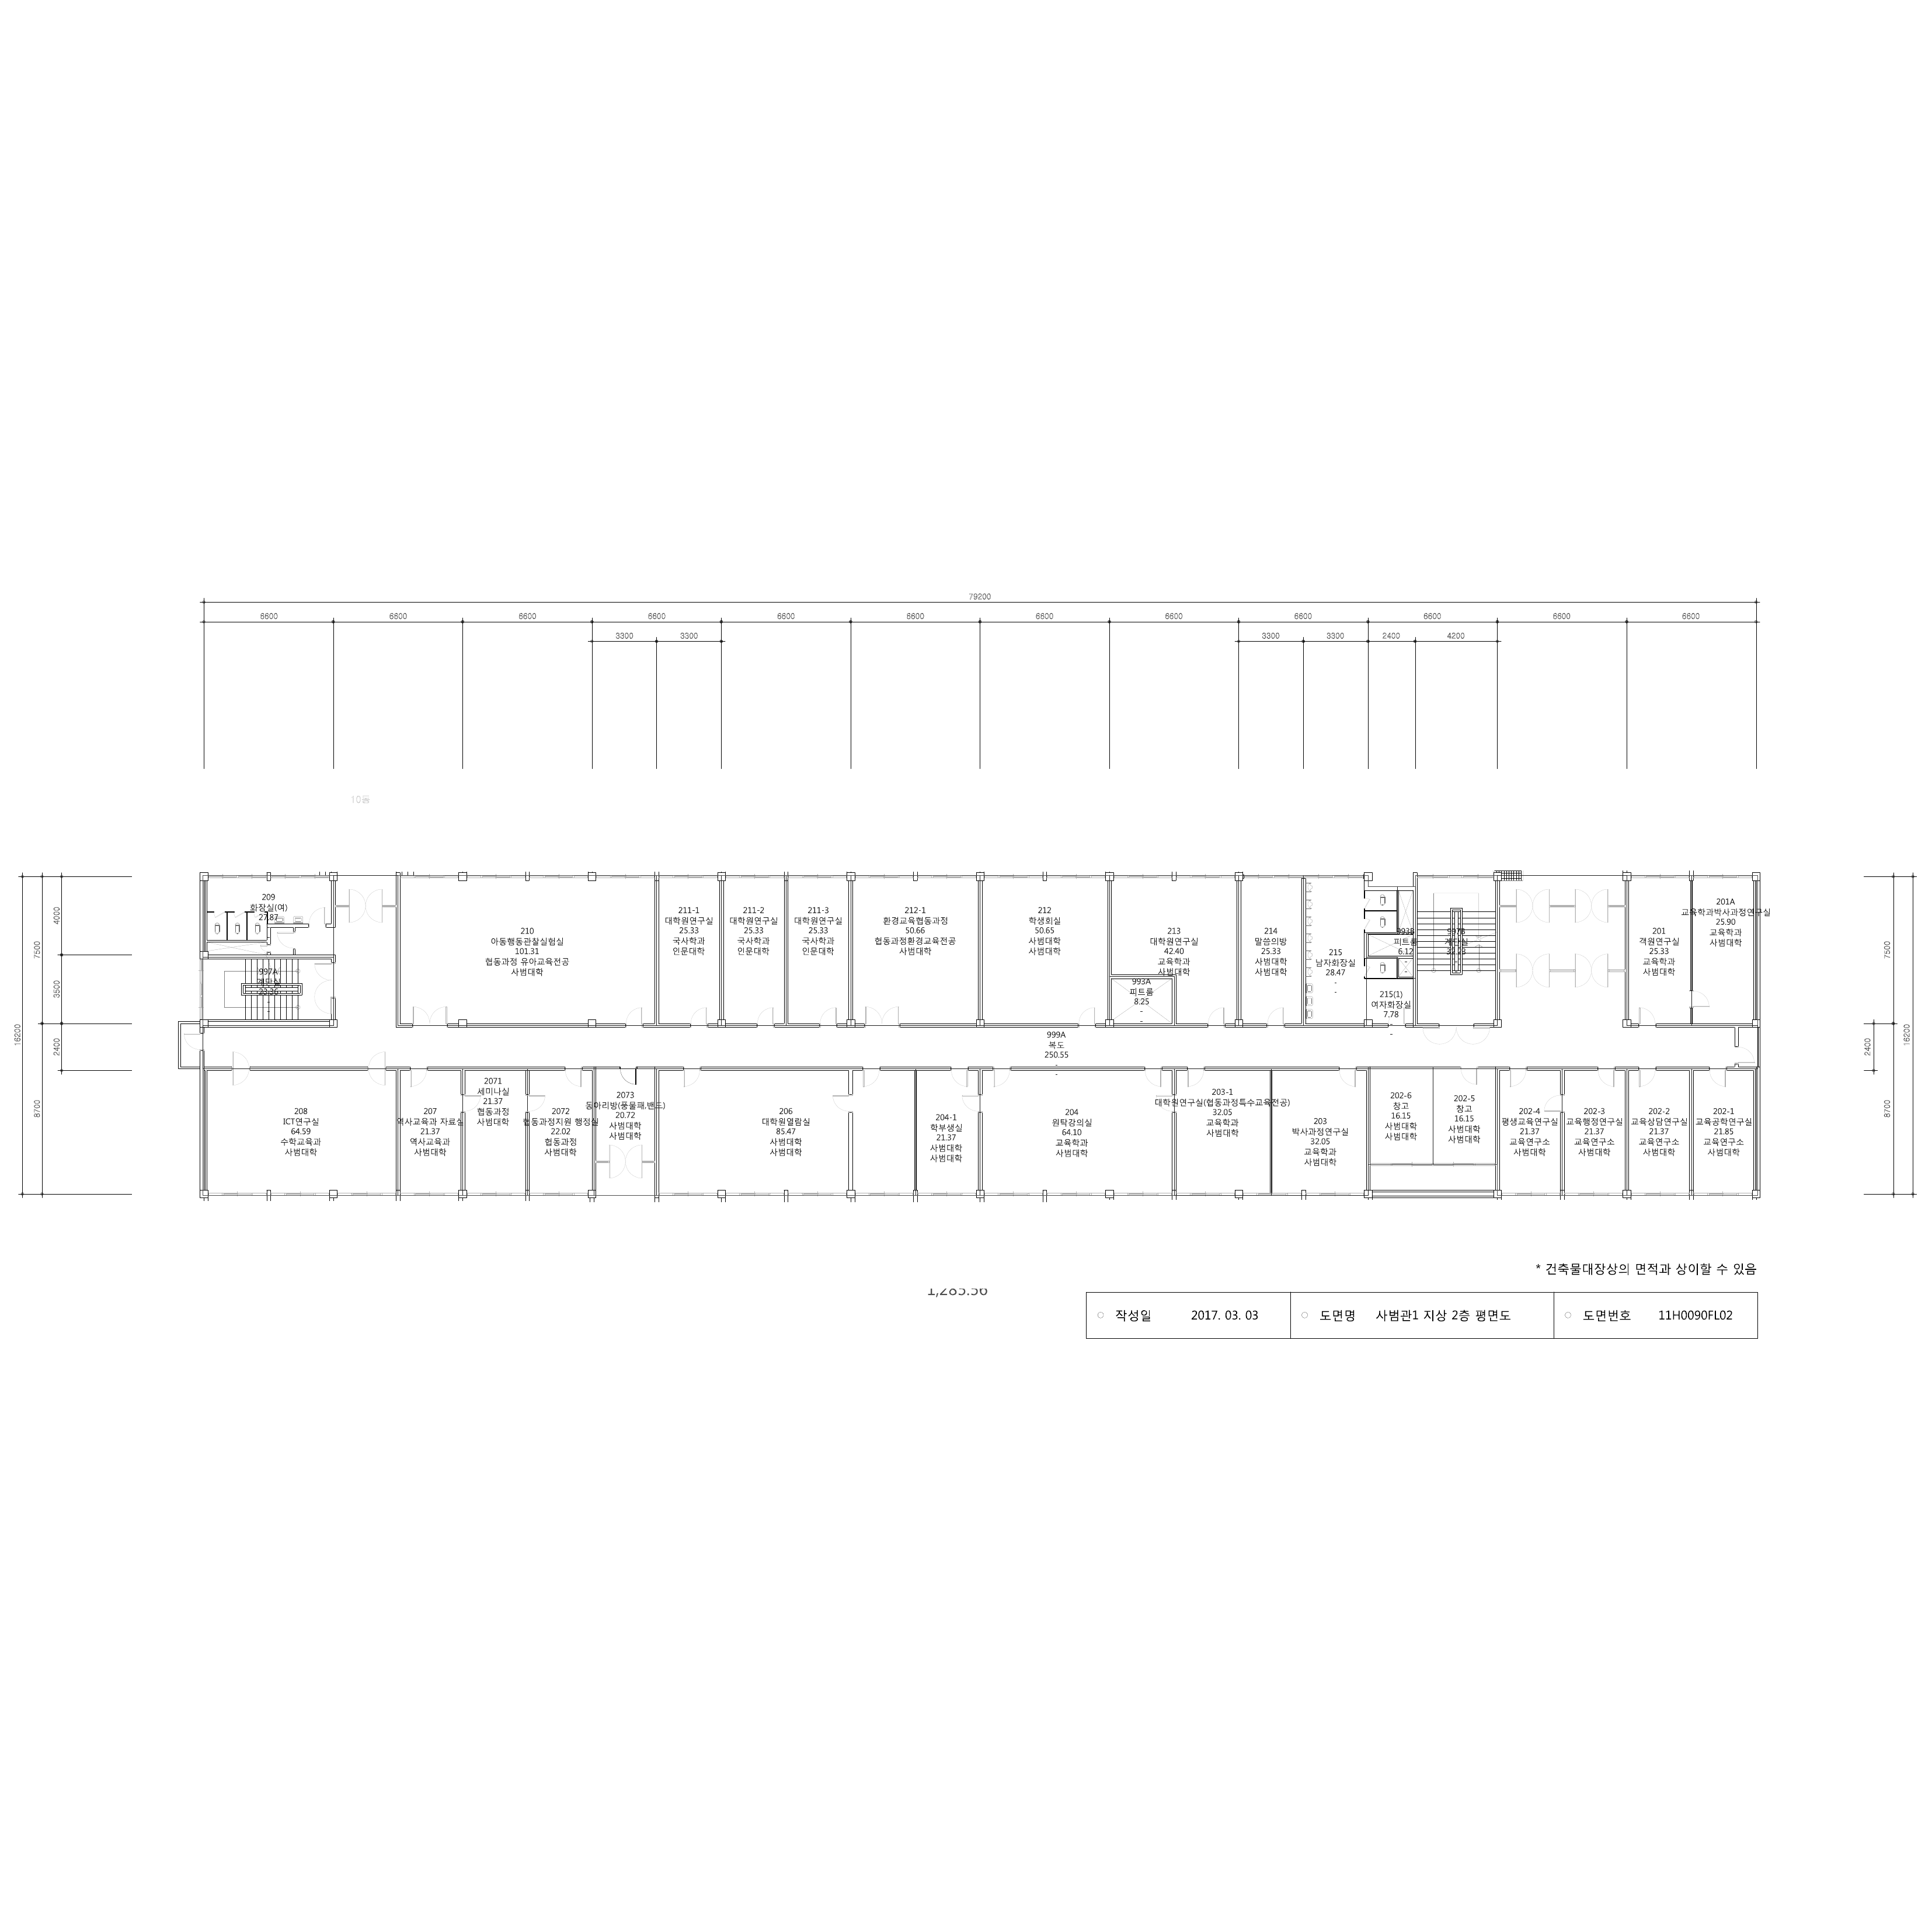 79200
6600 6600 6600 6600 6600 6600 6600 6600 6600 6600 6600 6600
3300 3300 3300 3300 2400 4200
10동
16200
7500
8700
4000
3500
2400
209
화장실(여)
27.87
997A
210
아동행동관찰실험실
101.31
협동과정 유아교육전공
사범대학
211-1
대학원연구실
25.33
국사학과
인문대학
211-2
대학원연구실
25.33
국사학과
인문대학
211-3
대학원연구실
25.33
국사학과
인문대학
212-1
환경교육협동과정
50.66
협동과정환경교육전공
사범대학
212
학생회실
50.65
사범대학
사범대학
213
대학원연구실
42.40
교육학과
사범대학
993A
피트룸
8.25
-
-
214
말씀의방
25.33
사범대학
사범대학
215
남자화장실
28.47
-
-
215(1)
여자화장실
7.78
-
993B
피트룸
6.12
997B
계단실
201
객원연구실
25.33
교육학과
사범대학
201A
교육학과박사과정연구실
25.90
교육학과
사범대학
999A
복도
250.55
-
-
208
ICT연구실
64.59
수학교육과
사범대학
207
역사교육과 자료실
21.37
역사교육과
사범대학
2071
세미나실
21.37
협동과정
사범대학
2072
협동과정지원 행정실
22.02
협동과정
사범대학
2073
동아리방(풍물패,밴드)
20.72
사범대학
사범대학
206
대학원열람실
85.47
사범대학
사범대학
204-1
학부생실
21.37
사범대학
사범대학
204
원탁강의실
64.10
교육학과
사범대학
203-1
대학원연구실(협동과정특수교육전공)
32.05
교육학과
사범대학
203
박사과정연구실
32.05
교육학과
사범대학
202-6
창고
16.15
사범대학
사범대학
202-5
창고
16.15
사범대학
사범대학
202-4
평생교육연구실
21.37
교육연구소
사범대학
202-3
교육행정연구실
21.37
교육연구소
사범대학
202-2
교육상담연구실
21.37
교육연구소
사범대학
202-1
교육공학연구실
21.85
교육연구소
사범대학
7500
2400
8700
16200
* 건축물대장상의 면적과 상이할 수 있음
1,285.56
○ 작성일 2017. 03. 03 ○ 도면명 사범관1 지상 2층 평면도 ○ 도면번호 11H0090FL02